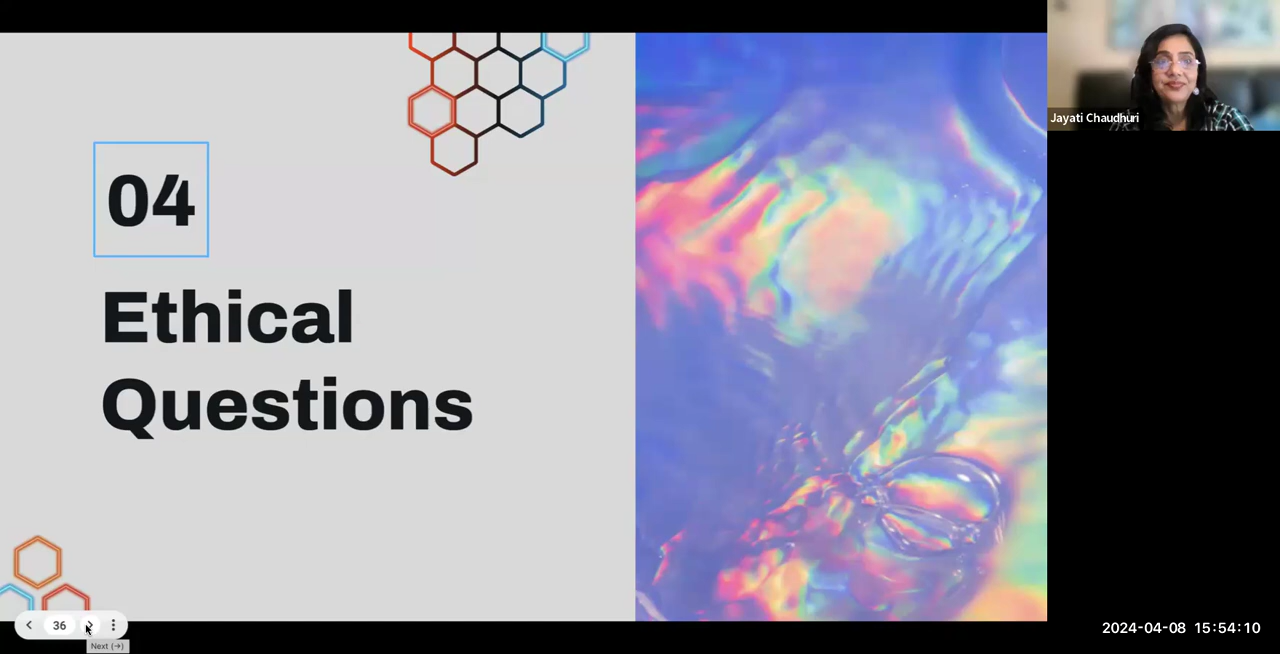 04
Ethical
Questions
Jayati Chaudhuri
36
Next (→)
2024-04-08 15:54:10